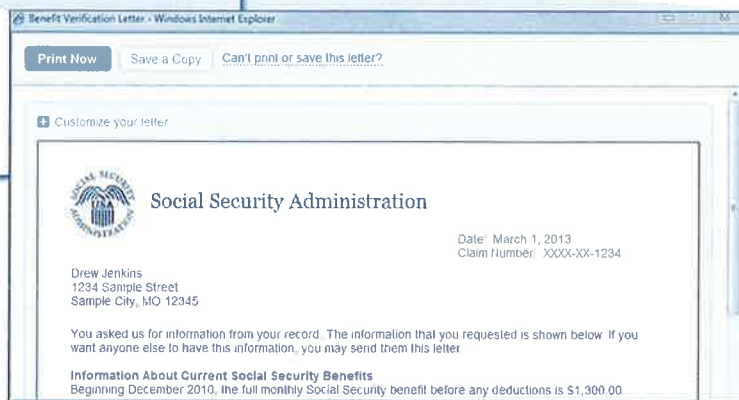 Benefit Verification Letter - Windows Internet Explorer
Print Now Save a Copy Can't print or save this letter?
Customize your letter
SOCIAL SECURITY ADMINISTRATION
USA
Social Security Administration
Date: March 1, 2013
Claim Number: XXXX-XX-1234
Drew Jenkins
1234 Sample Street
Sample City, MO 12345
You asked us for information from your record. The information that you requested is shown below. If you
want anyone else to have this information, you may send them this letter.
Information About Current Social Security Benefits
Beginning December 2010, the full monthly Social Security benefit before any deductions is $1,300.00